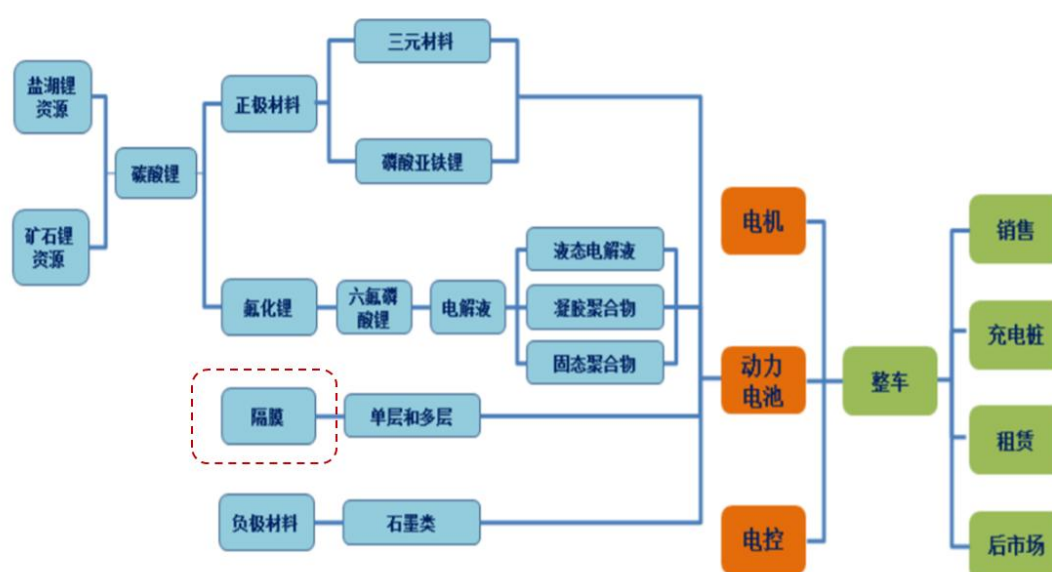 盐湖锂
资源
矿石锂
资源
碳酸锂
正极材料
三元材料
磷酸亚铁锂
氟化锂
六氟磷
酸锂
电解液
液态电解液
凝胶聚合物
固态聚合物
隔膜
单层和多层
负极材料
石墨类
电机
动力
电池
电控
整车
销售
充电桩
租赁
后市场